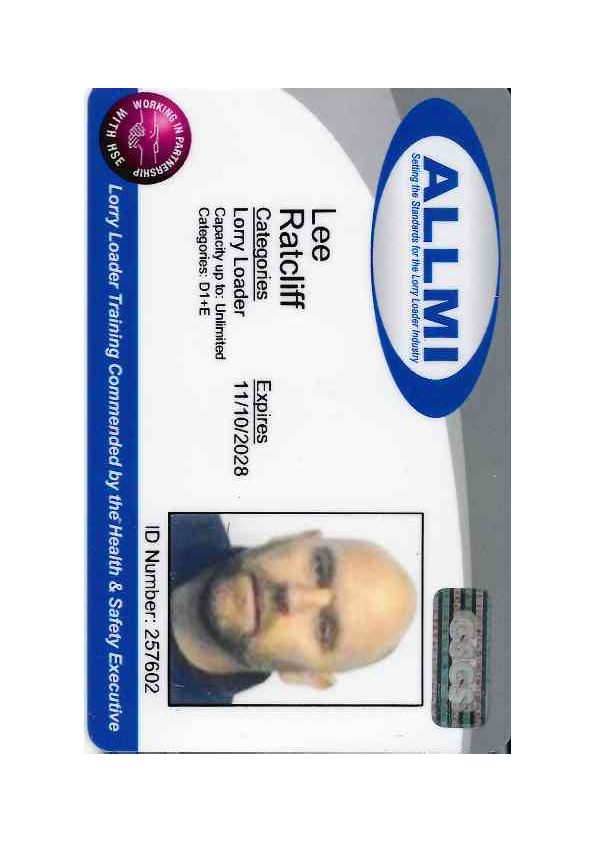 ALLMI
Setting the Standards for the Lorry Loader Industry
CSCS
Lee
Ratcliff
Categories
Lorry Loader
Capacity up to: Unlimited
Categories: D1+E
Expires
11/10/2028
ID Number: 257602
WORKING IN PARTNERSHIP
WITH HSE
Lorry Loader Training Commended by the Health & Safety Executive